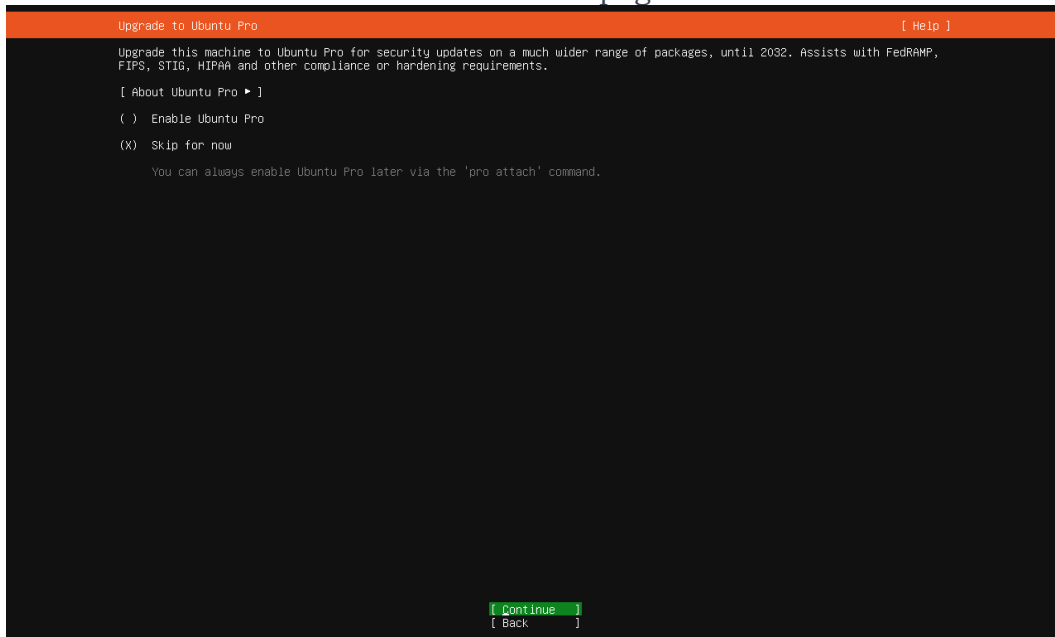 Upgrade to Ubuntu Pro [ Help ]
Upgrade this machine to Ubuntu Pro for security updates on a much wider range of packages, until 2032. Assists with FedRAMP,
FIPS, STIG, HIPAA and other compliance or hardening requirements.
[ About Ubuntu Pro ► ]
( ) Enable Ubuntu Pro
(X) Skip for now
You can always enable Ubuntu Pro later via the 'pro attach' command.
[ Continue ]
[ Back ]